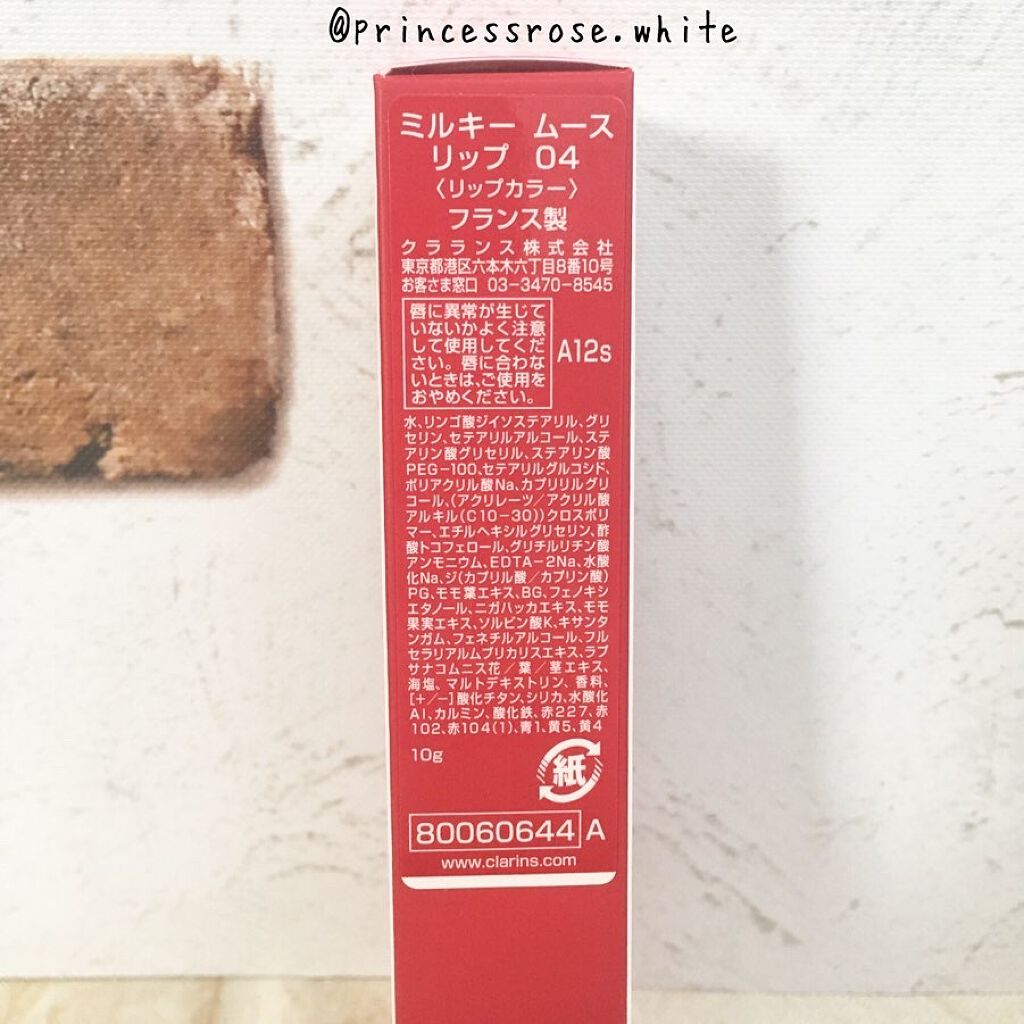 @princessrose.white
ミルキー ムース
リップ 04
〈リップカラー〉
フランス製
クラランス株式会社
東京都港区六本木六丁目8番10号
お客さま窓口 03-3470-8545
唇に異常が生じて
いないかよく注意
して使用してくだ
さい。唇に合わな
いときは、ご使用を
おやめください。
A12s
水、リンゴ酸ジイソステアリル、グリ
セリン、セテアリルアルコール、ステ
アリン酸グリセリル、ステアリン酸
PEG-100、セテアリルグルコシド、
ポリアクリル酸Na、カプリリルグリ
コール、(アクリレーツ/アクリル酸
アルキル(C10-30))クロスポリ
マー、エチルヘキシルグリセリン、酢
酸トコフェロール、グリチルリチン酸
アンモニウム、EDTA-2Na、水酸
化Na、ジ(カプリル酸/カプリン酸)
PG、モモ葉エキス、BG、フェノキシ
エタノール、ニガハッカエキス、モモ
果実エキス、ソルビン酸K、キサンタ
ンガム、フェネチルアルコール、フル
セラリアルムブリカリスエキス、ラプ
サナコムニス花/葉/茎エキス、
海塩、マルトデキストリン、香料、
[+/-]酸化チタン、シリカ、水酸化
Al、カルミン、酸化鉄、赤227、赤
102、赤104(1)、青1、黄5、黄4
10g
紙
80060644 A
www.clarins.com